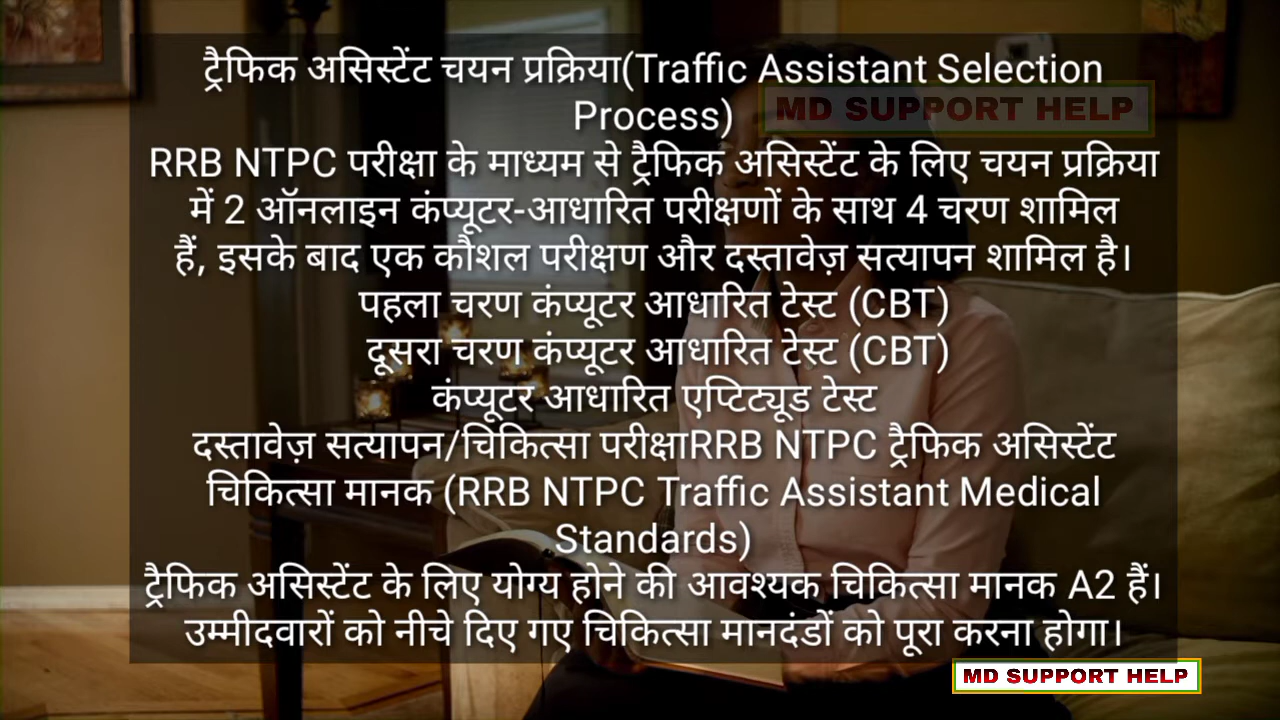 ट्रैफिक असिस्टेंट चयन प्रक्रिया(Traffic Assistant Selection
Process)
MD SUPPORT HELP
RRB NTPC परीक्षा के माध्यम से ट्रैफिक असिस्टेंट के लिए चयन प्रक्रिया
में 2 ऑनलाइन कंप्यूटर-आधारित परीक्षणों के साथ 4 चरण शामिल
हैं, इसके बाद एक कौशल परीक्षण और दस्तावेज़ सत्यापन शामिल है।
पहला चरण कंप्यूटर आधारित टेस्ट (CBT)
दूसरा चरण कंप्यूटर आधारित टेस्ट (CBT)
कंप्यूटर आधारित एप्टिट्यूड टेस्ट
दस्तावेज़ सत्यापन/चिकित्सा परीक्षाRRB NTPC ट्रैफिक असिस्टेंट
चिकित्सा मानक (RRB NTPC Traffic Assistant Medical
Standards)
ट्रैफिक असिस्टेंट के लिए योग्य होने की आवश्यक चिकित्सा मानक A2 हैं।
उम्मीदवारों को नीचे दिए गए चिकित्सा मानदंडों को पूरा करना होगा।
MD SUPPORT HELP